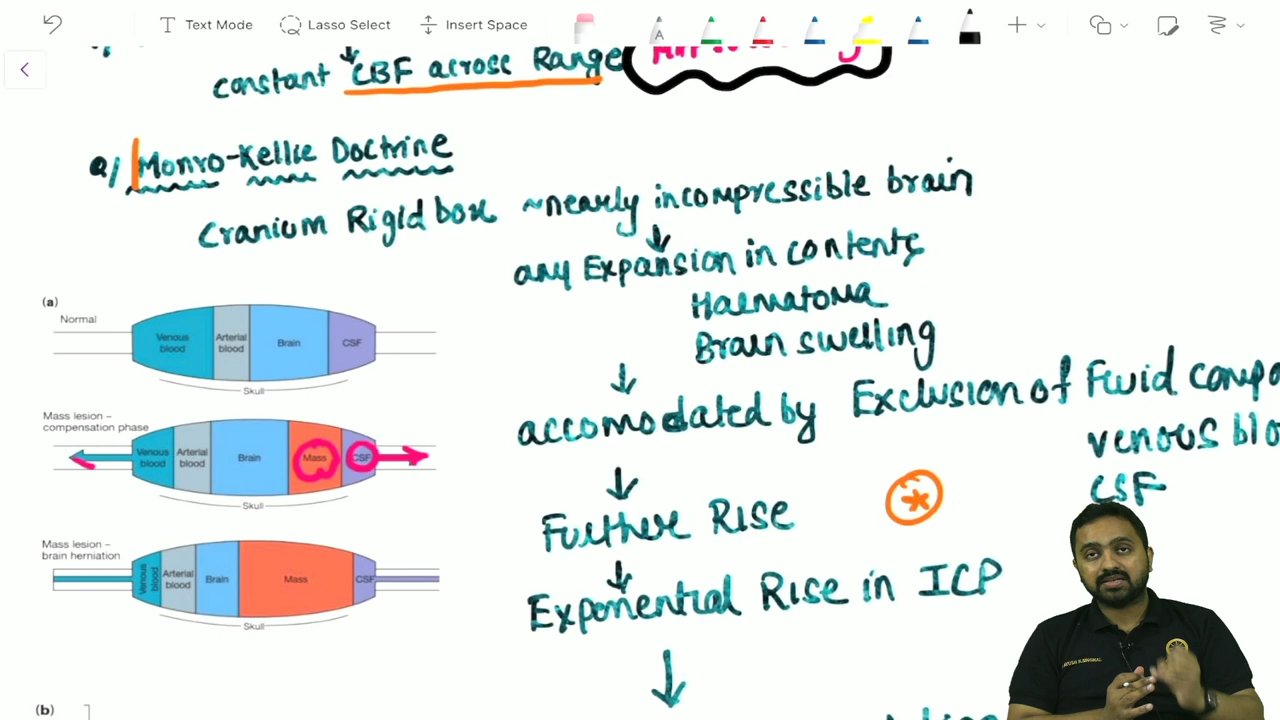 Text Mode
Lasso Select
Insert Space
A
constant CBF across Range
a/ Monro-Kellie Doctrine
Cranium Rigid box ~nearly incompressible brain
any Expansion in contents
Haematoma
Brain swelling
accomodated by Exclusion of Fluid compo
venous blo
CSF
Further Rise
Exponential Rise in ICP
(a)
Normal
Venous blood
Arterial blood
Brain
CSF
Skull
Mass lesion –
compensation phase
Venous blood
Arterial blood
Brain
Mass
CSF
Skull
Mass lesion –
brain herniation
Venous blood
Arterial blood
Brain
Mass
CSF
Skull
(b)